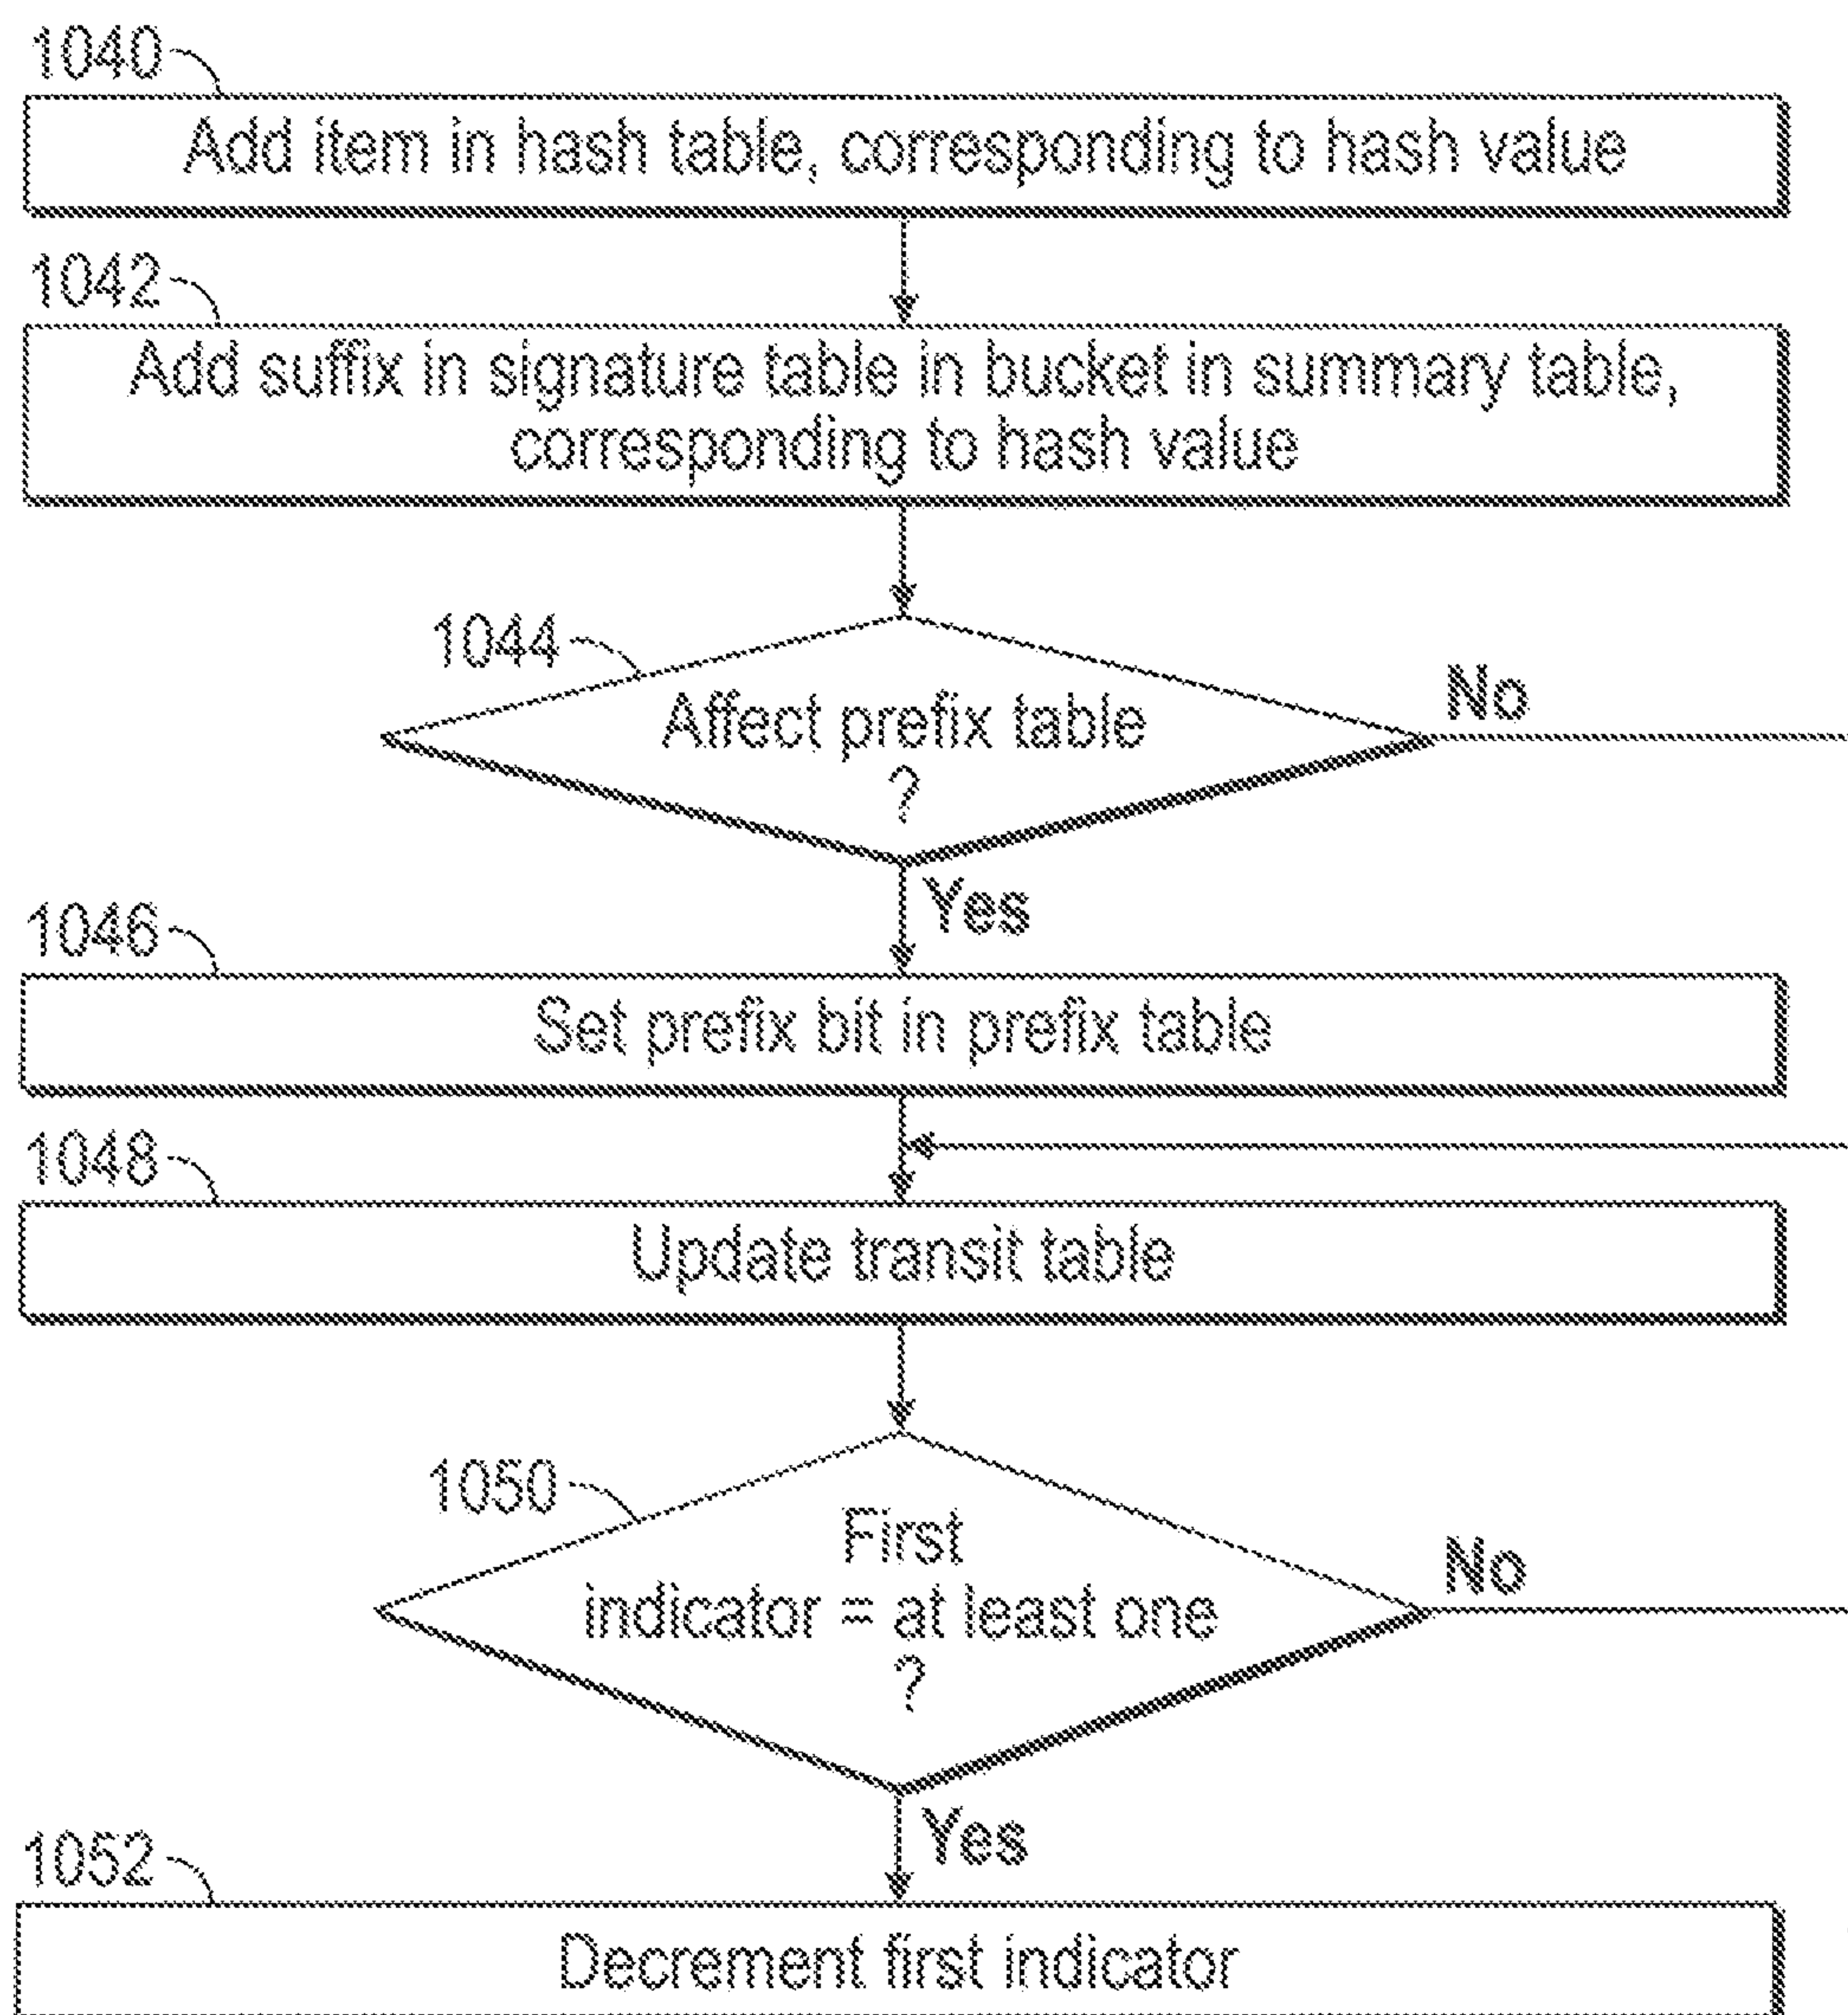 1040
Add item in hash table, corresponding to hash value
1042
Add suffix in signature table in bucket in summary table,
corresponding to hash value
1044
Affect prefix table
?
No
Yes
1046
Set prefix bit in prefix table
1048
Update transit table
1050
First
indicator = at least one
?
No
Yes
1052
Decrement first indicator